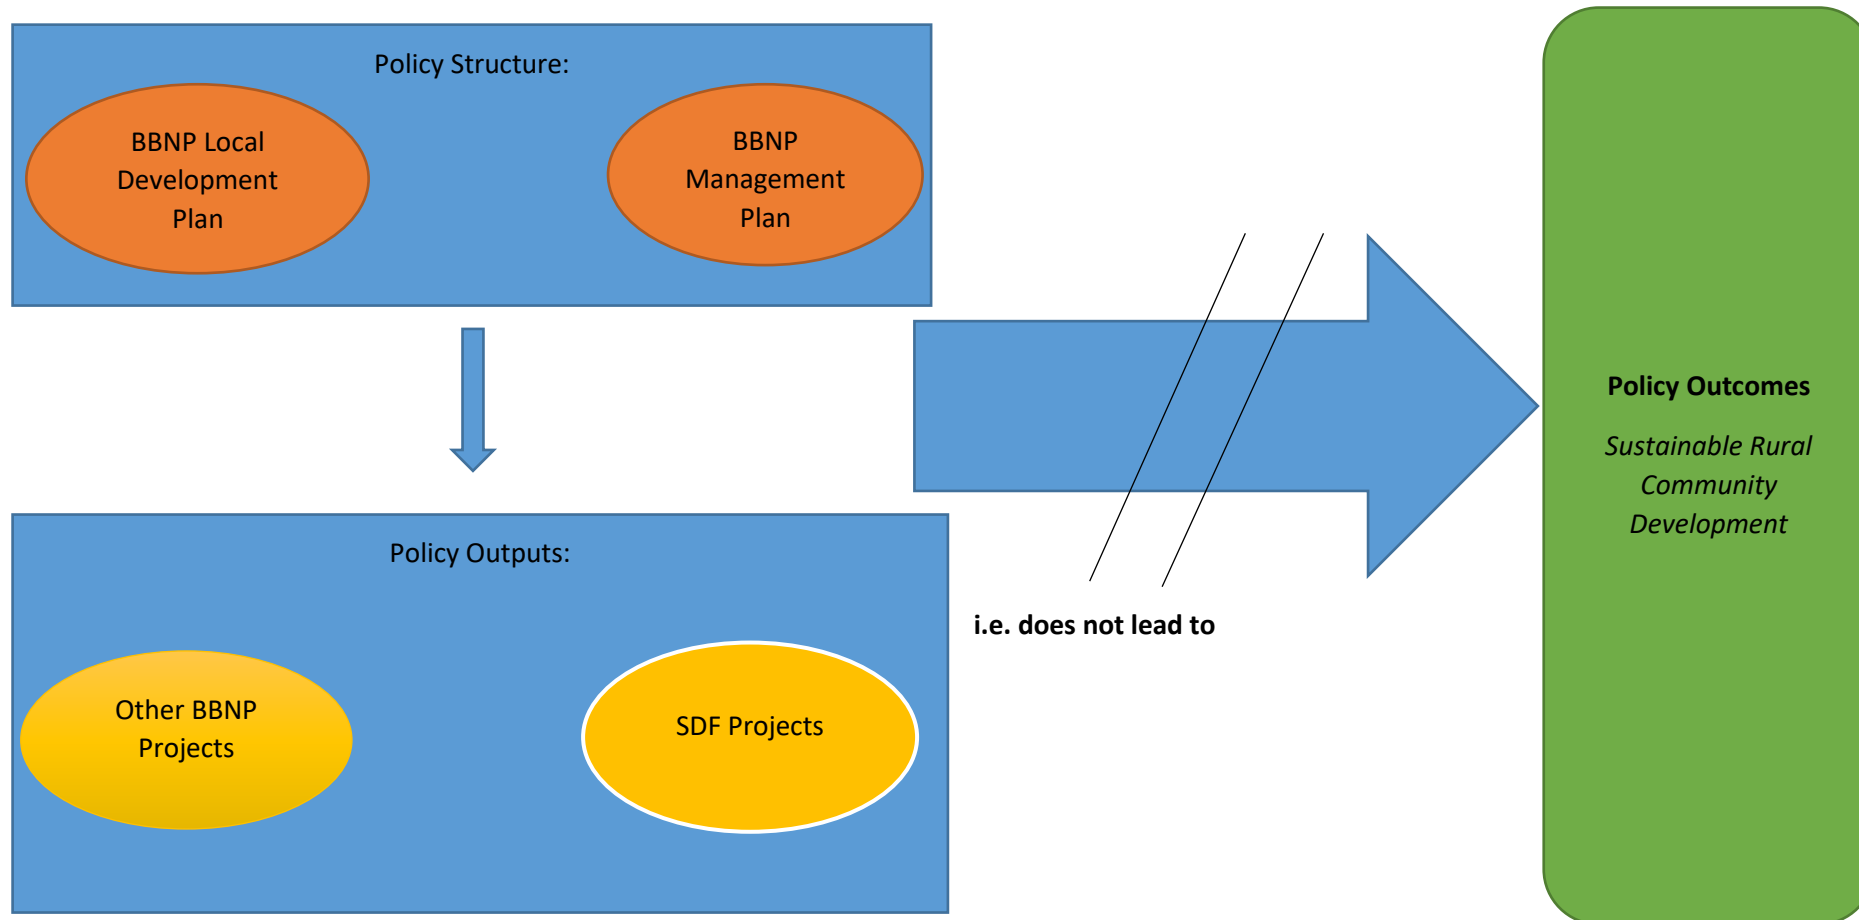 Policy Structure:
BBNP Local
Development
Plan
BBNP
Management
Plan
Policy Outputs:
Other BBNP
Projects
SDF Projects
i.e. does not lead to
Policy Outcomes
Sustainable Rural
Community
Development